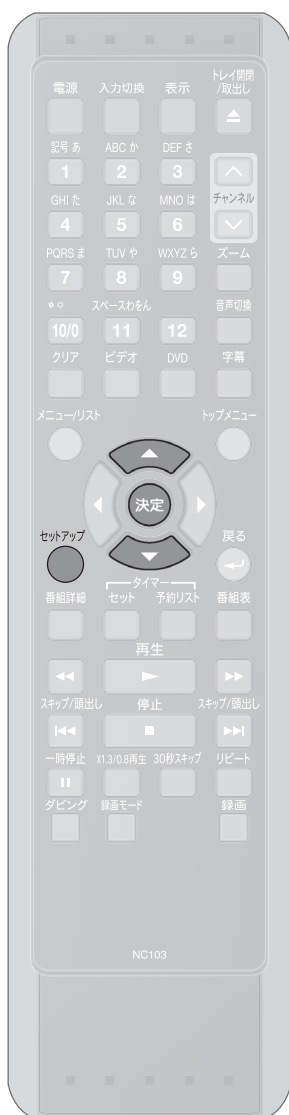 電源 入力切換 表示 トレイ開閉/取出し
記号 あ ABC か DEF さ
1 2 3
GHI た JKL な MNO は チャンネル
4 5 6
PQRS ま TUV や WXYZ ら ズーム
7 8 9
゛゜ スペースわをん 音声切換
10/0 11 12
クリア ビデオ DVD 字幕
メニュー/リスト トップメニュー
決定
セットアップ 戻る
タイマー
番組詳細 セット 予約リスト 番組表
再生
スキップ/頭出し 停止 スキップ/頭出し
一時停止 X1.3/0.8再生 30秒スキップ リピート
ダビング 録画モード 録画
NC103